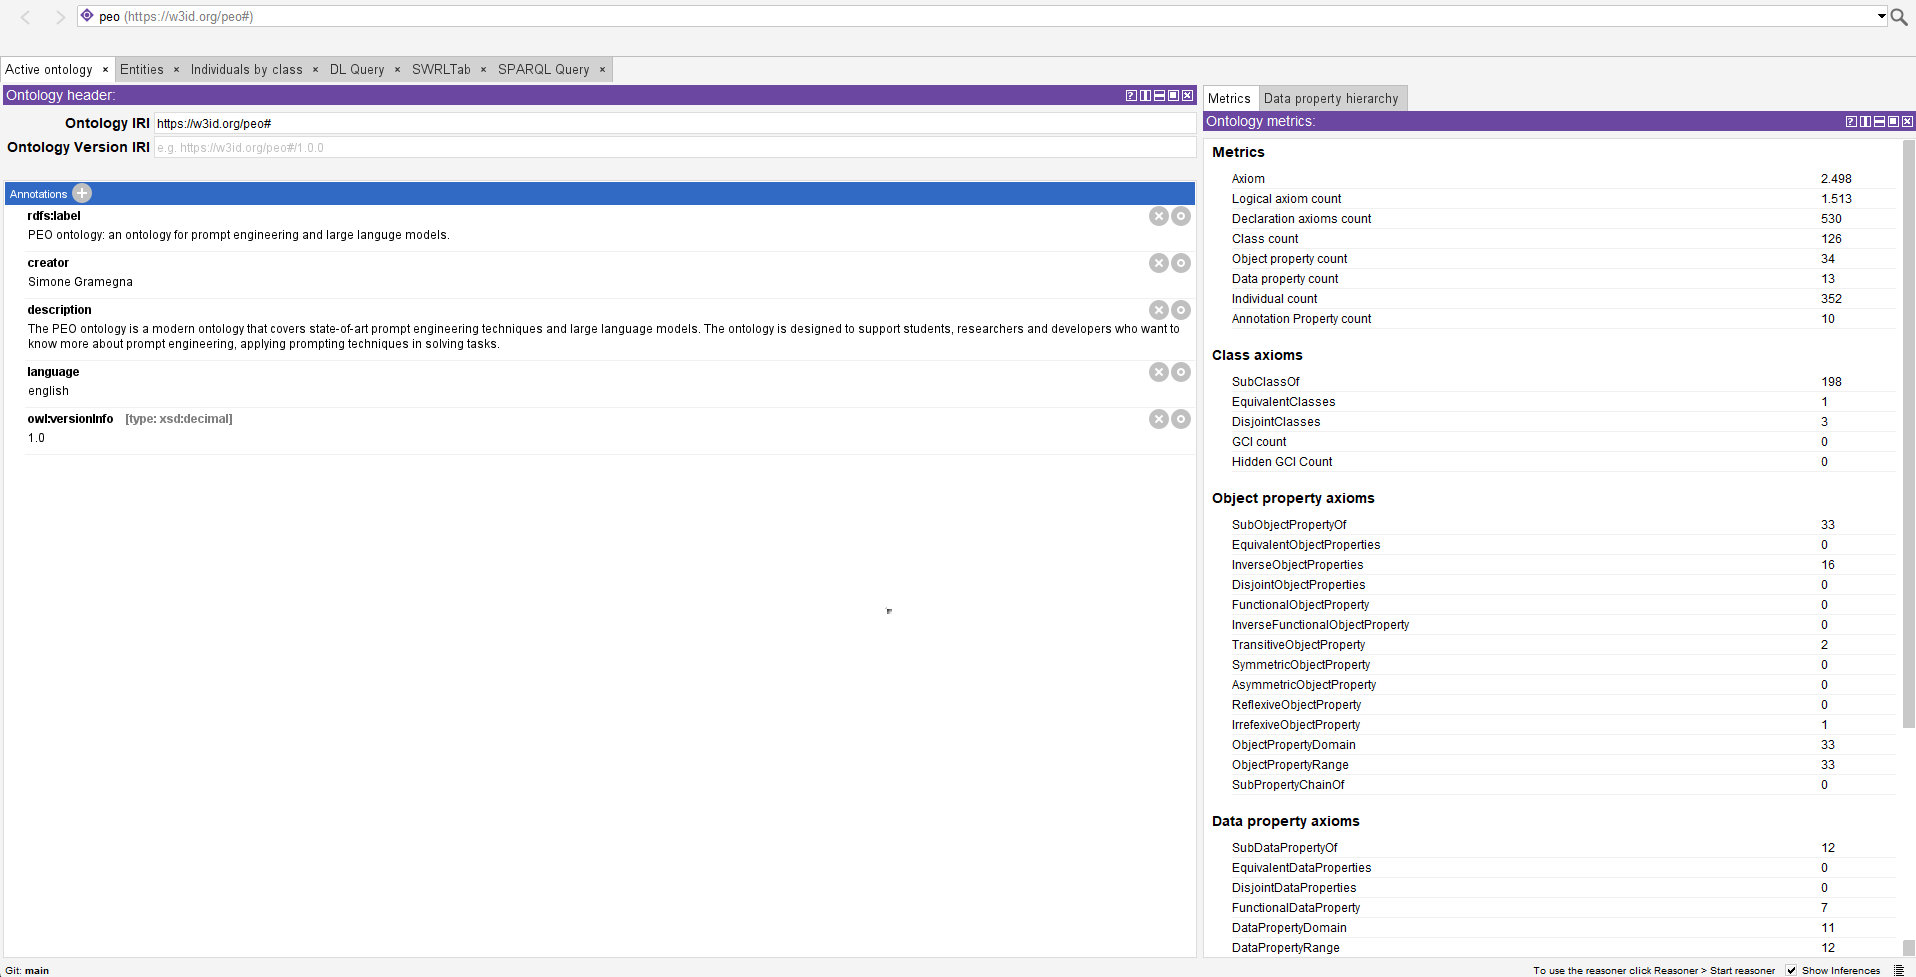 peo (https://w3id.org/peo#)
Active ontology × Entities × Individuals by class × DL Query × SWRLTab × SPARQL Query ×
Ontology header:
Ontology IRI https://w3id.org/peo#
Ontology Version IRI e.g. https://w3id.org/peo#/1.0.0
Annotations
rdfs:label
PEO ontology: an ontology for prompt engineering and large languge models.
creator
Simone Gramegna
description
The PEO ontology is a modern ontology that covers state-of-art prompt engineering techniques and large language models. The ontology is designed to support students, researchers and developers who want to
know more about prompt engineering, applying prompting techniques in solving tasks.
language
english
owl:versionInfo [type: xsd:decimal]
1.0
Metrics Data property hierarchy
Ontology metrics:
Metrics
Axiom 2.498
Logical axiom count 1.513
Declaration axioms count 530
Class count 126
Object property count 34
Data property count 13
Individual count 352
Annotation Property count 10
Class axioms
SubClassOf 198
EquivalentClasses 1
DisjointClasses 3
GCI count 0
Hidden GCI Count 0
Object property axioms
SubObjectPropertyOf 33
EquivalentObjectProperties 0
InverseObjectProperties 16
DisjointObjectProperties 0
FunctionalObjectProperty 0
InverseFunctionalObjectProperty 0
TransitiveObjectProperty 2
SymmetricObjectProperty 0
AsymmetricObjectProperty 0
ReflexiveObjectProperty 0
IrrefexiveObjectProperty 1
ObjectPropertyDomain 33
ObjectPropertyRange 33
SubPropertyChainOf 0
Data property axioms
SubDataPropertyOf 12
EquivalentDataProperties 0
DisjointDataProperties 0
FunctionalDataProperty 7
DataPropertyDomain 11
DataPropertyRange 12
Git: main
To use the reasoner click Reasoner > Start reasoner Show Inferences